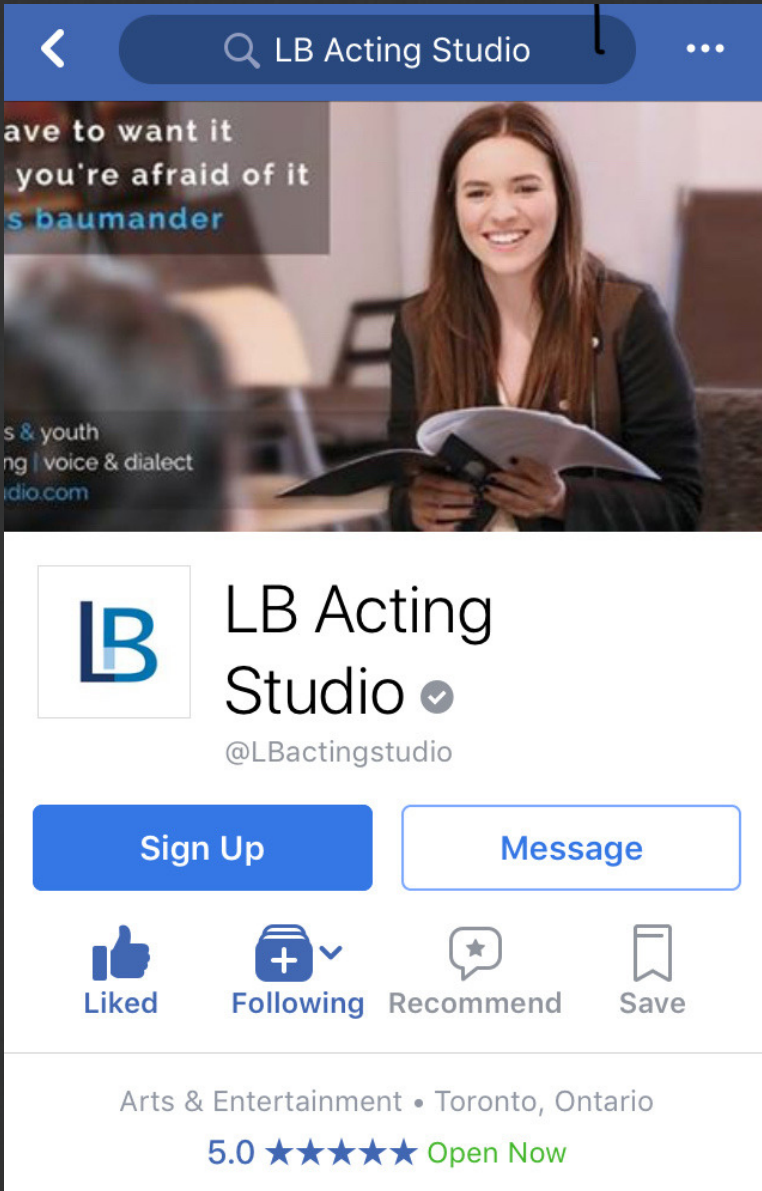 LB Acting Studio
ave to want it
you're afraid of it
s baumander
s & youth
ng | voice & dialect
dio.com
LB
LB Acting
Studio
@LBactingstudio
Sign Up
Message
Liked
Following
Recommend
Save
Arts & Entertainment • Toronto, Ontario
5.0 ★★★★★ Open Now